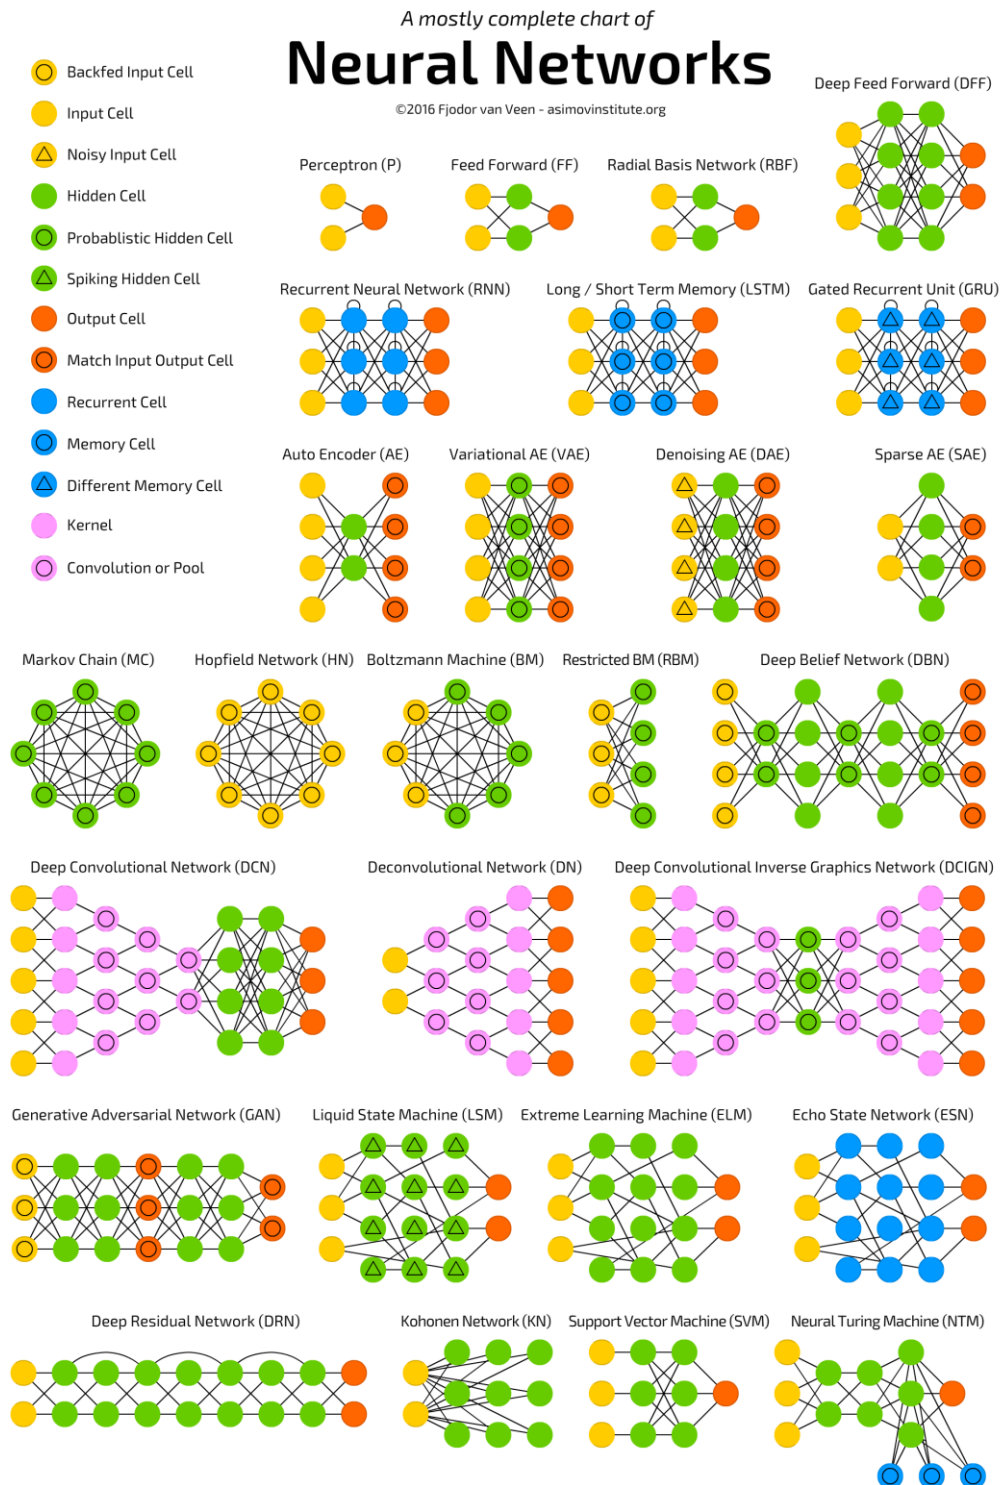 A mostly complete chart of
Neural Networks
©2016 Fjodor van Veen - asimovinstitute.org
Backfed Input Cell
Input Cell
Noisy Input Cell
Hidden Cell
Probablistic Hidden Cell
Spiking Hidden Cell
Output Cell
Match Input Output Cell
Recurrent Cell
Memory Cell
Different Memory Cell
Kernel
Convolution or Pool
Deep Feed Forward (DFF)
Perceptron (P)
Feed Forward (FF)
Radial Basis Network (RBF)
Recurrent Neural Network (RNN)
Long / Short Term Memory (LSTM)
Gated Recurrent Unit (GRU)
Auto Encoder (AE)
Variational AE (VAE)
Denoising AE (DAE)
Sparse AE (SAE)
Markov Chain (MC)
Hopfield Network (HN)
Boltzmann Machine (BM)
Restricted BM (RBM)
Deep Belief Network (DBN)
Deep Convolutional Network (DCN)
Deconvolutional Network (DN)
Deep Convolutional Inverse Graphics Network (DCIGN)
Generative Adversarial Network (GAN)
Liquid State Machine (LSM)
Extreme Learning Machine (ELM)
Echo State Network (ESN)
Deep Residual Network (DRN)
Kohonen Network (KN)
Support Vector Machine (SVM)
Neural Turing Machine (NTM)